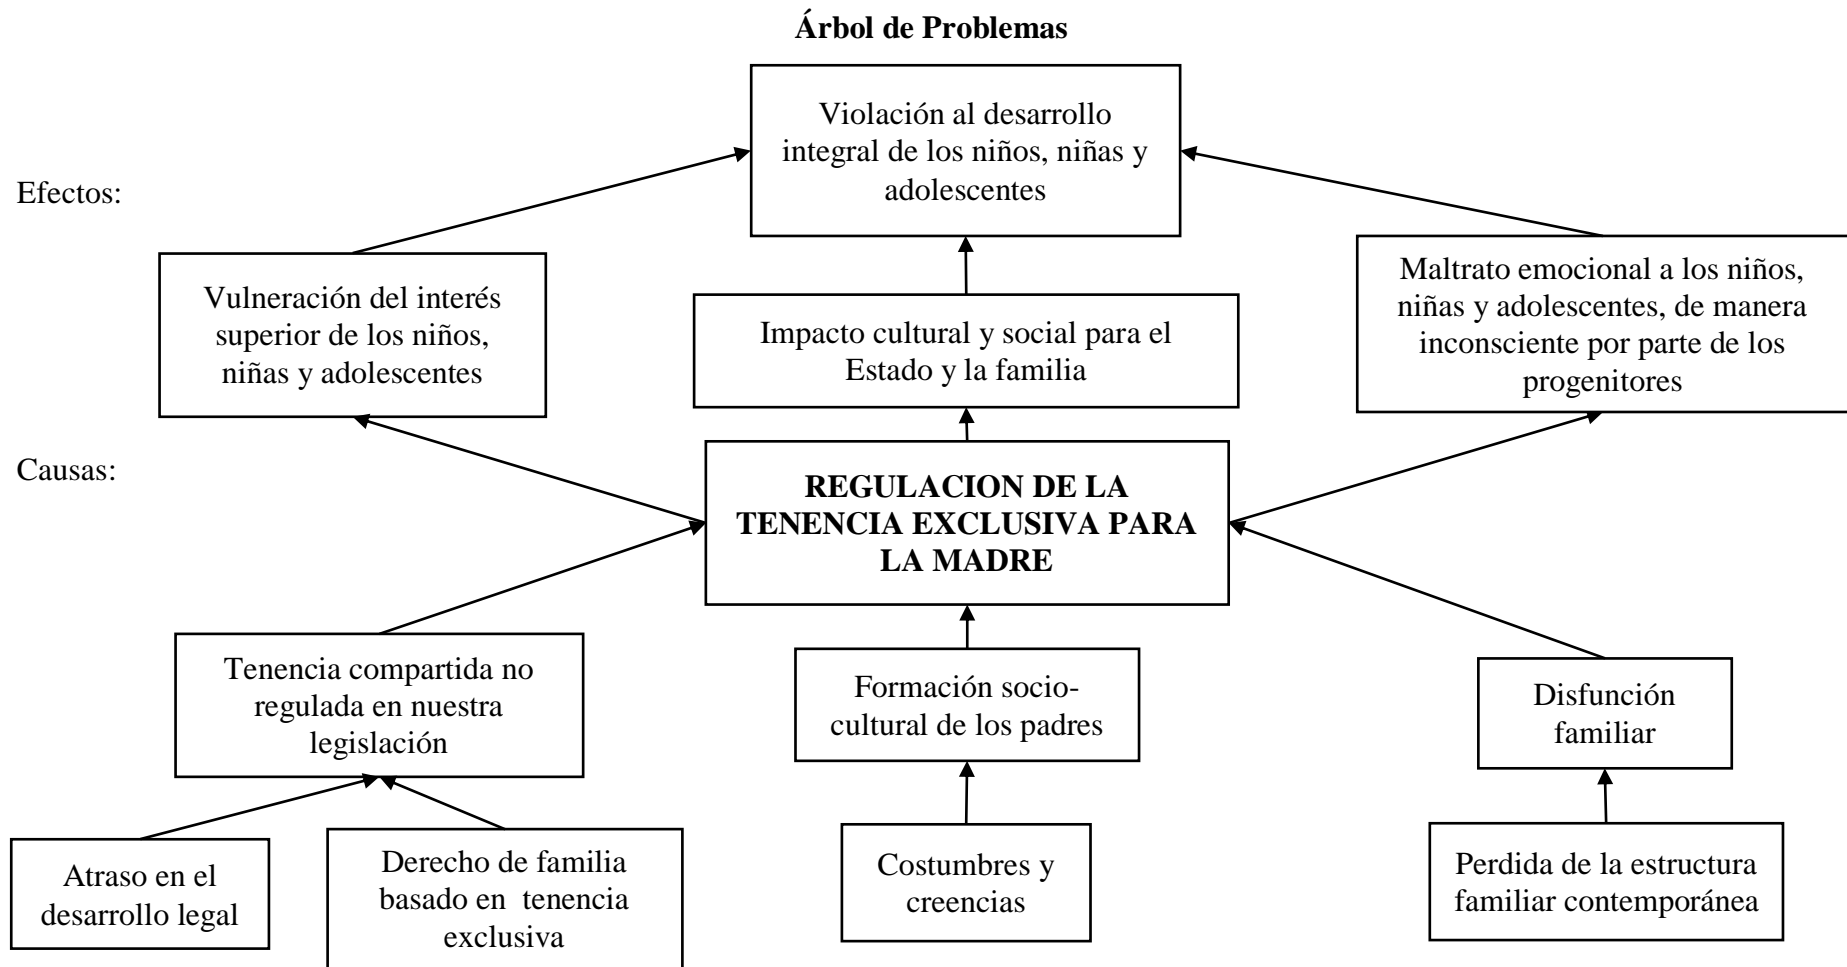 Árbol de Problemas
Violación al desarrollo
integral de los niños, niñas y
adolescentes
Efectos:
Vulneración del interés
superior de los niños,
niñas y adolescentes
Impacto cultural y social para el
Estado y la familia
Maltrato emocional a los niños,
niñas y adolescentes, de manera
inconsciente por parte de los
progenitores
Causas:
REGULACION DE LA
TENENCIA EXCLUSIVA PARA
LA MADRE
Tenencia compartida no
regulada en nuestra
legislación
Formación socio-
cultural de los padres
Disfunción
familiar
Atraso en el
desarrollo legal
Derecho de familia
basado en tenencia
exclusiva
Costumbres y
creencias
Perdida de la estructura
familiar contemporánea